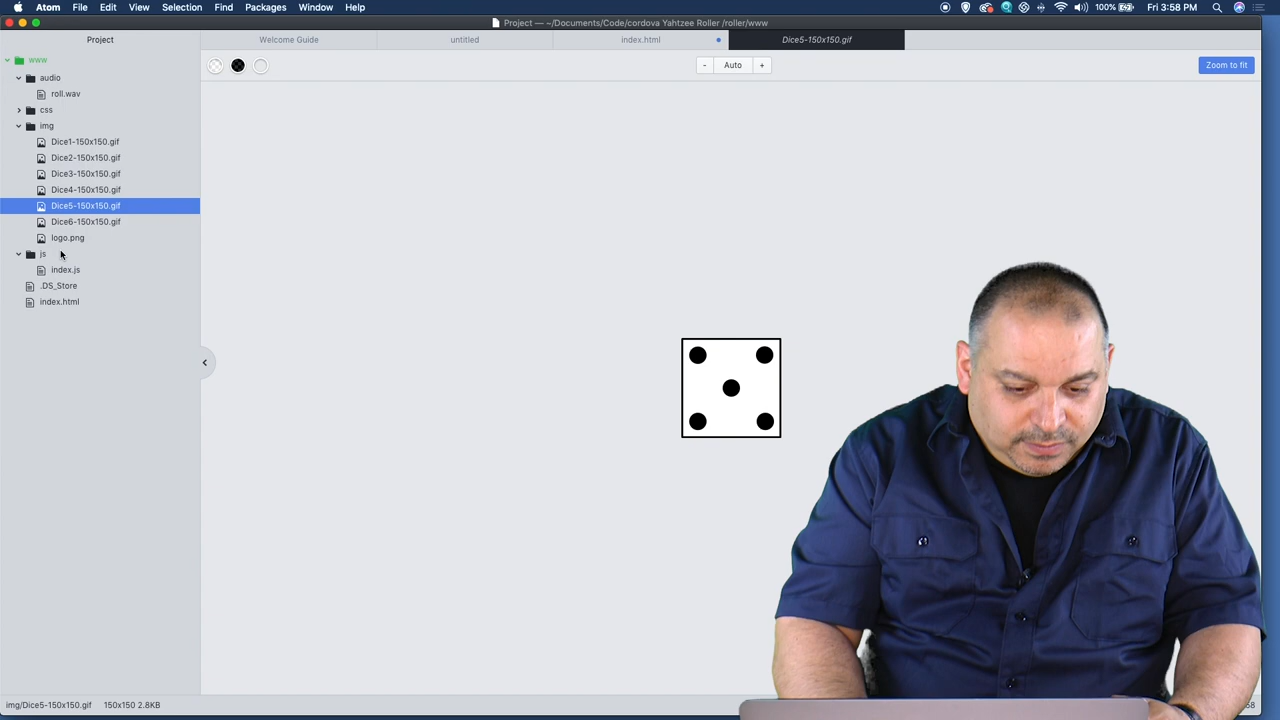 Atom File Edit View Selection Find Packages Window Help 100% Fri 3:58 PM
Project — ~/Documents/Code/cordova Yahtzee Roller /roller/www
Project Welcome Guide untitled index.html Dice5-150x150.gif
- Auto + Zoom to fit
www
audio
roll.wav
css
img
Dice1-150x150.gif
Dice2-150x150.gif
Dice3-150x150.gif
Dice4-150x150.gif
Dice5-150x150.gif
Dice6-150x150.gif
logo.png
js
index.js
.DS_Store
index.html
img/Dice5-150x150.gif 150x150 2.8KB